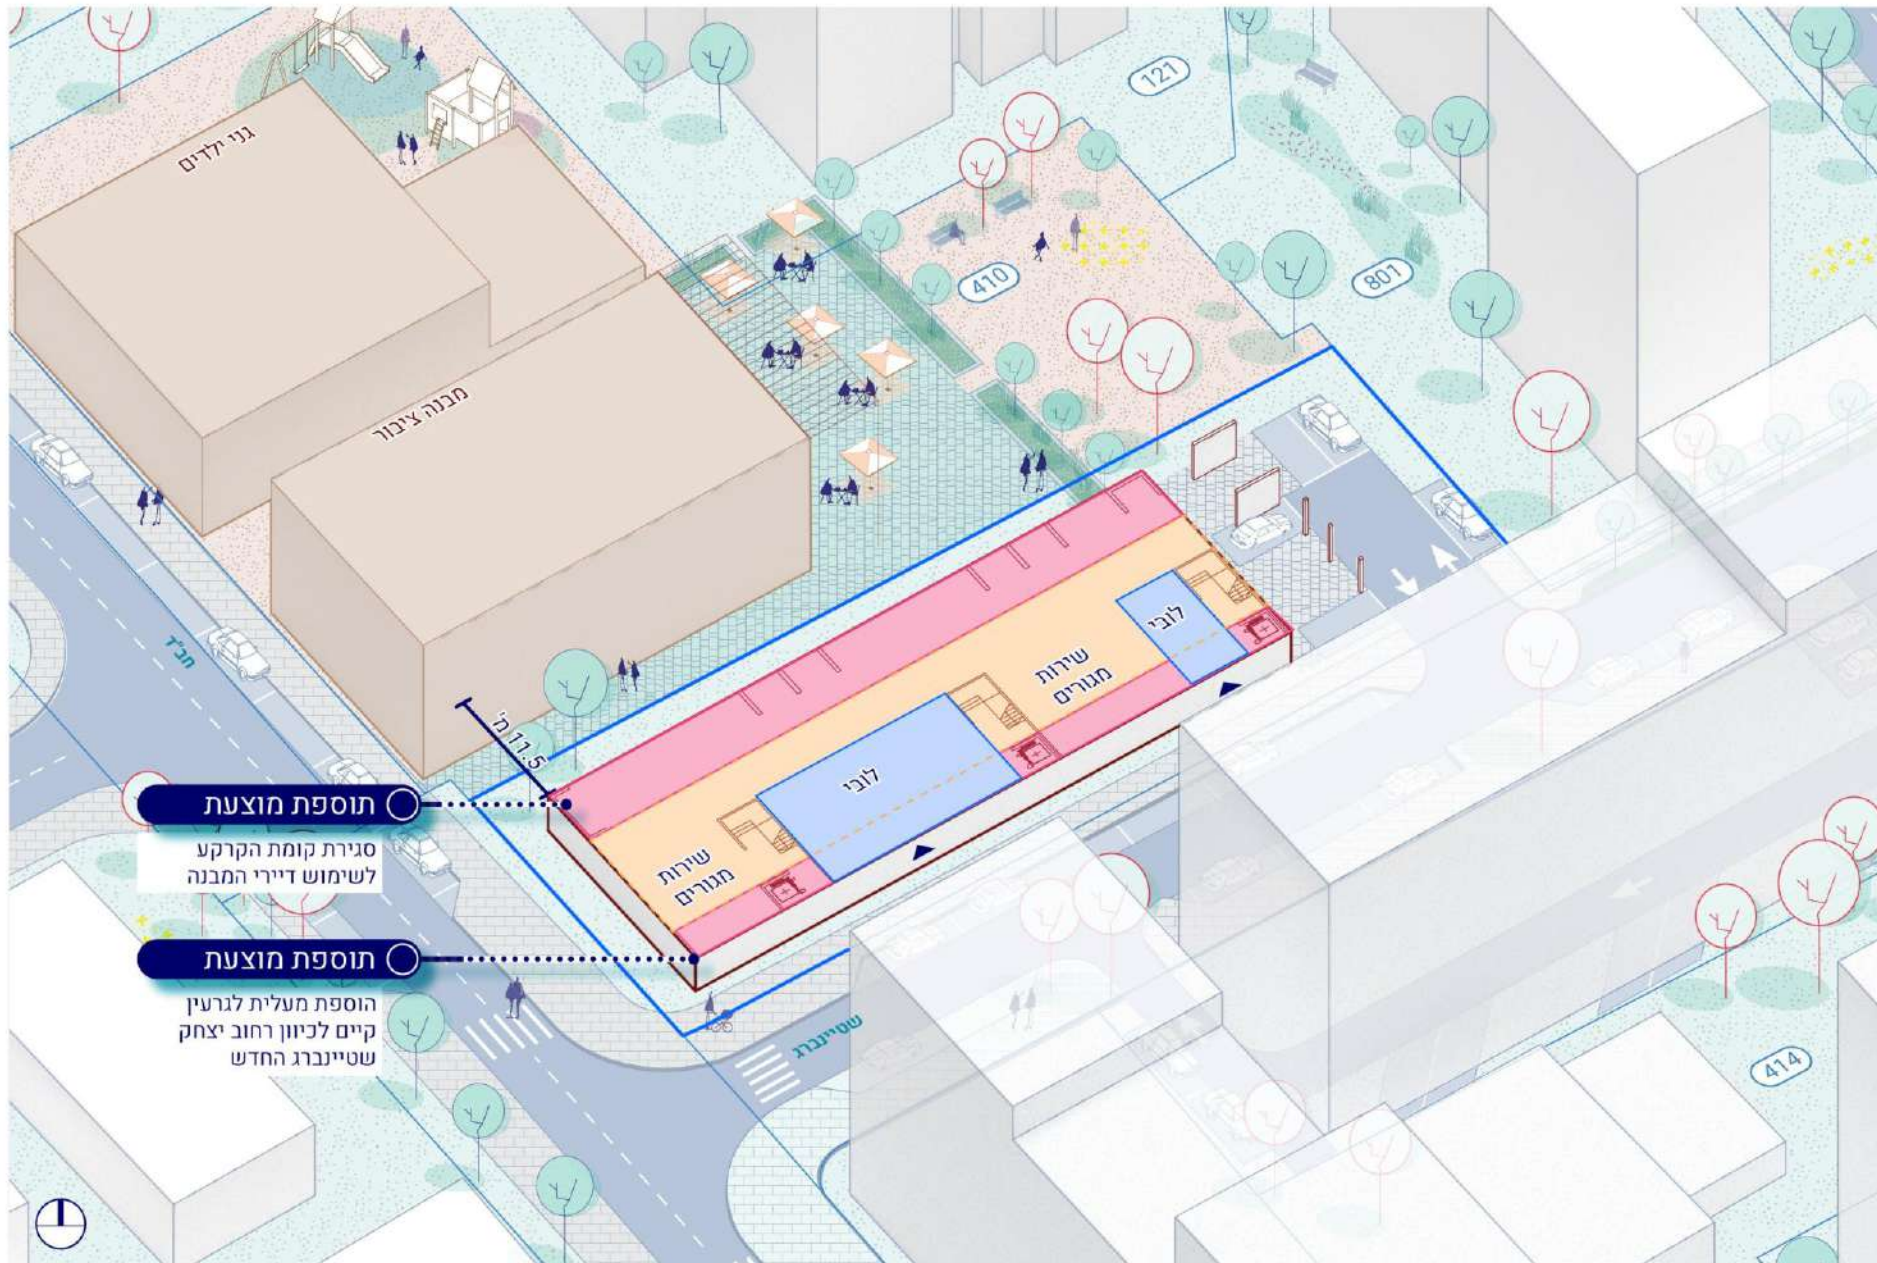 גני ילדים
121
410
801
מבנה ציבור
חב"ד
לובי
שירות
מגורים
11.5 מ'
לובי
שירות
מגורים
תוספת מוצעת
סגירת קומת הקרקע
לשימוש דיירי המבנה
תוספת מוצעת
הוספת מעלית לגרעין
קיים לכיוון רחוב יצחק
שטיינברג החדש
שטיינברג
414